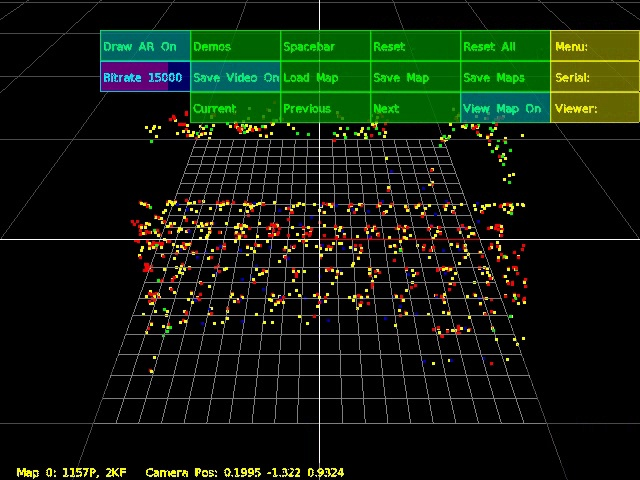 Draw AR On Demos Spacebar Reset Reset All Menu:
Bitrate 15000 Save Video On Load Map Save Map Save Maps Serial:
Current Previous Next View Map On Viewer:
Map 0: 1157P, 2KF Camera Pos: 0.1995 -1.322 0.9324